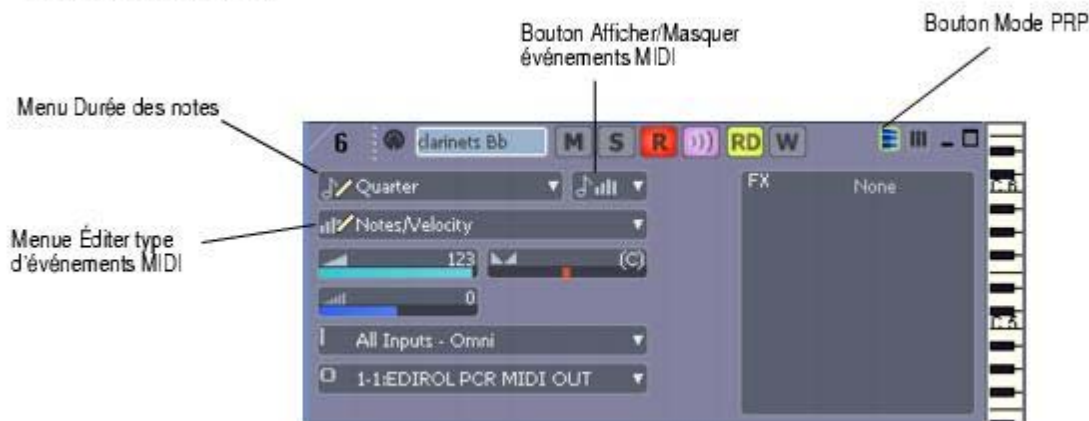 Bouton Mode PRP
Bouton Afficher/Masquer
événements MIDI
Menu Durée des notes
6 clarinets Bb M S R RD W
Quarter
FX None
Notes/Velocity
Menue Éditer type
d'événements MIDI
123 (C)
0
All Inputs - Omni
1-1:EDIROL PCR MIDI OUT